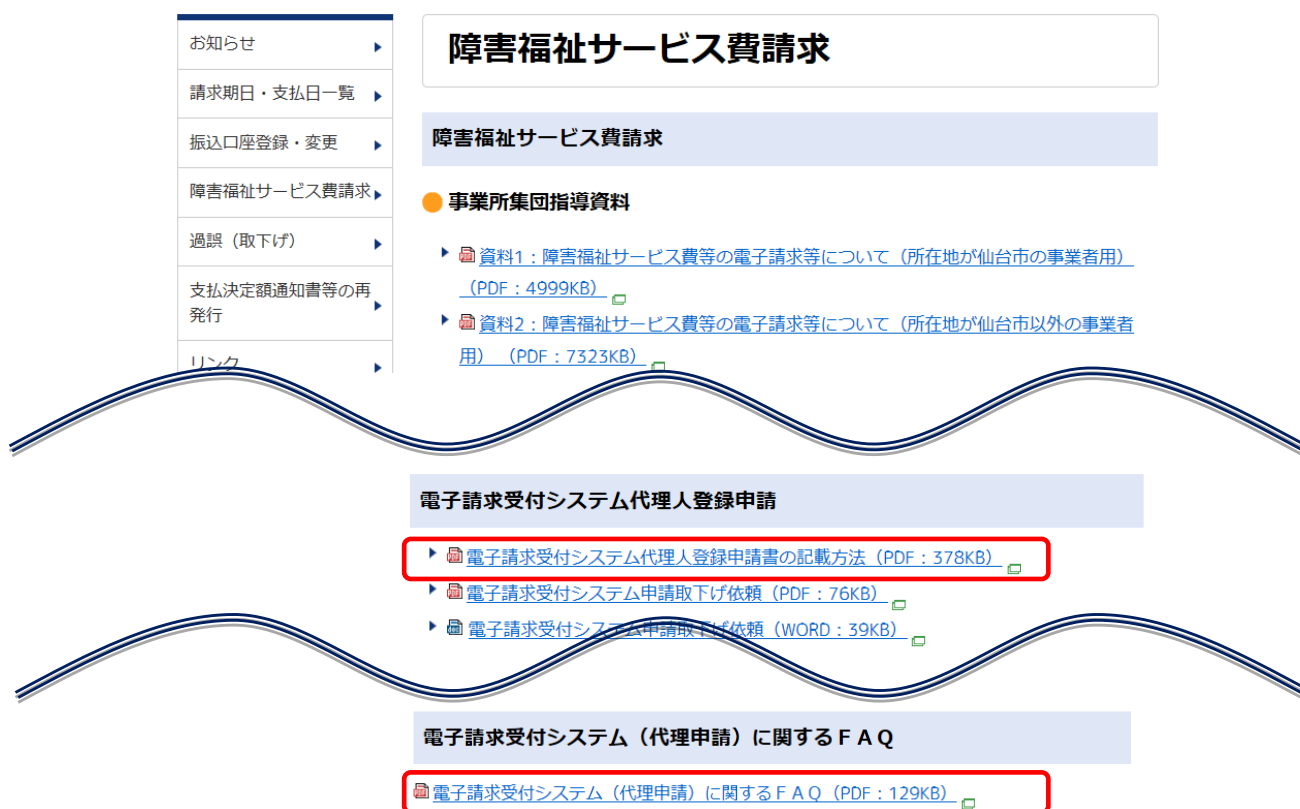 お知らせ
請求期日・支払日一覧
振込口座登録・変更
障害福祉サービス費請求
過誤（取下げ）
支払決定額通知書等の再
発行
リンク
障害福祉サービス費請求
障害福祉サービス費請求
事業所集団指導資料
資料1：障害福祉サービス費等の電子請求等について（所在地が仙台市の事業者用）
（PDF：4999KB）
資料2：障害福祉サービス費等の電子請求等について（所在地が仙台市以外の事業者
用）（PDF：7323KB）
電子請求受付システム代理人登録申請
電子請求受付システム代理人登録申請書の記載方法（PDF：378KB）
電子請求受付システム申請取下げ依頼（PDF：76KB）
電子請求受付システム申請取下げ依頼（WORD：39KB）
電子請求受付システム（代理申請）に関するＦＡＱ
電子請求受付システム（代理申請）に関するＦＡＱ（PDF：129KB）